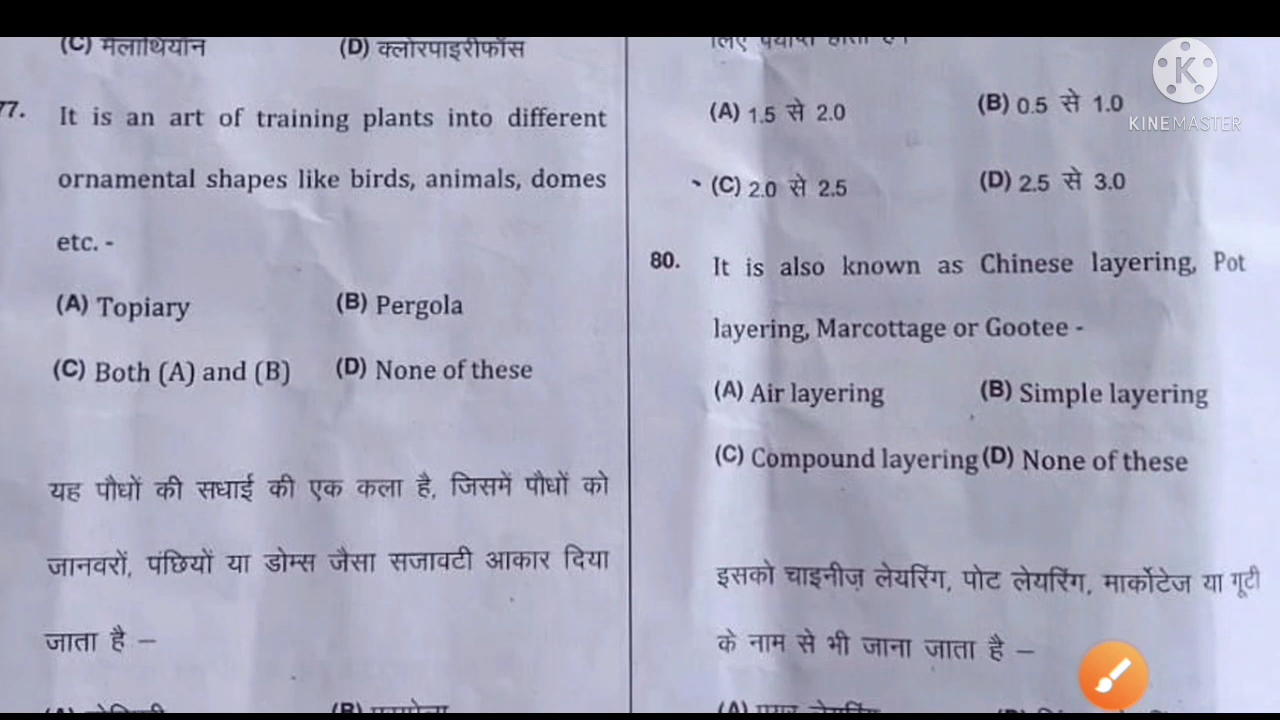 (C) मैलाथियॉन (D) क्लोरपाइरीफॉस
77. It is an art of training plants into different
ornamental shapes like birds, animals, domes
etc. -
(A) Topiary (B) Pergola
(C) Both (A) and (B) (D) None of these
यह पौधों की सधाई की एक कला है, जिसमें पौधों को
जानवरों, पंछियों या डोम्स जैसा सजावटी आकार दिया
जाता है –
(A) (B)
(A) 1.5 से 2.0 (B) 0.5 से 1.0
(C) 2.0 से 2.5 (D) 2.5 से 3.0
80. It is also known as Chinese layering, Pot
layering, Marcottage or Gootee -
(A) Air layering (B) Simple layering
(C) Compound layering (D) None of these
इसको चाइनीज़ लेयरिंग, पोट लेयरिंग, मार्कोटेज या गूटी
के नाम से भी जाना जाता है –
(A)
K
KINEMASTER